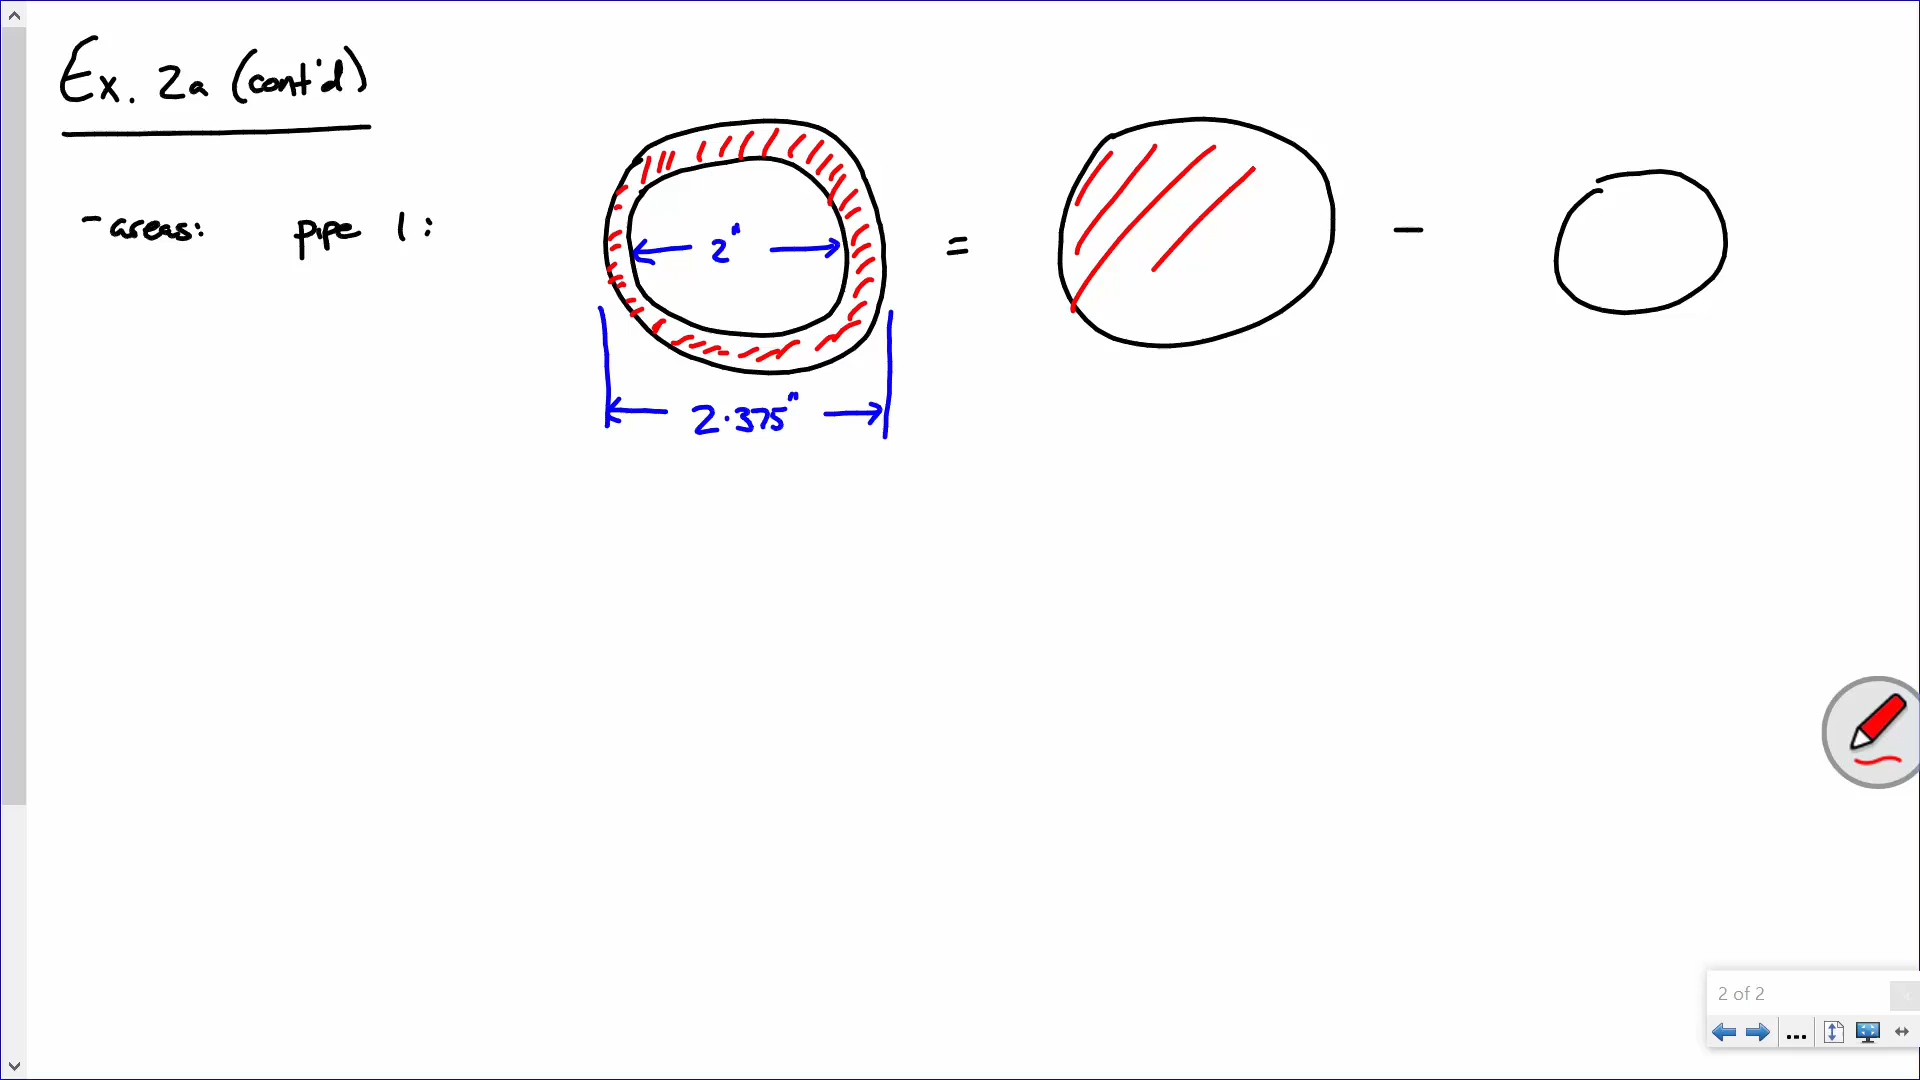 Ex. 2a (cont'd)
- areas: pipe 1:
2" = -
2.375"
2 of 2
...